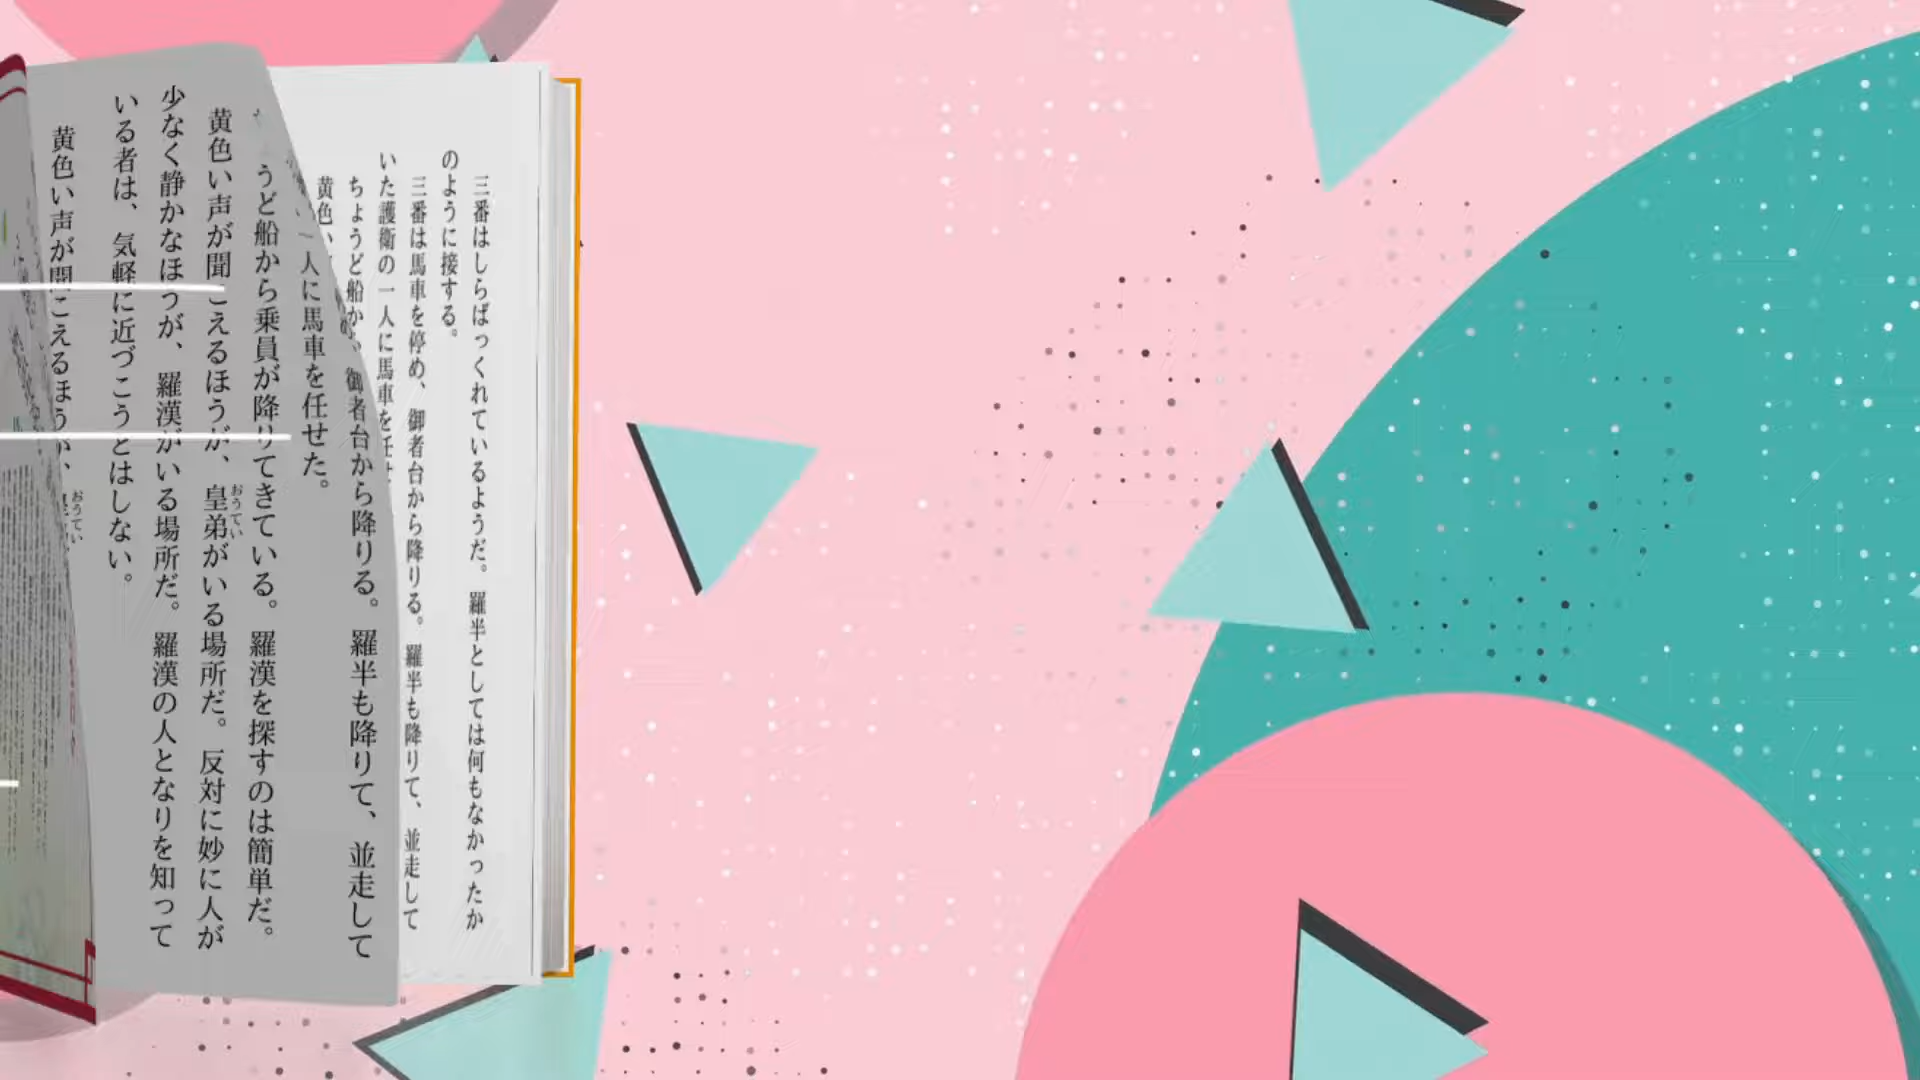 三番はしらばっくれているようだ。羅半としては何もなかったか
のように接する。
三番は馬車を停め、御者台から降りる。羅半も降りて、並走して
いた護衛の一人に馬車を任せ
ちょうど船か
黄色い
御者台から降りる。羅半も降りて、並走して
人に馬車を任せた。
うど船から乗員が降りてきている。羅漢を探すのは簡単だ。
おうてい
黄色い声が聞こえるほうが、皇弟がいる場所だ。反対に妙に人が
少なく静かなほうが、羅漢がいる場所だ。羅漢の人となりを知って
いる者は、気軽に近づこうとはしない。
おうてい
黄色い声が聞こえるほうが、